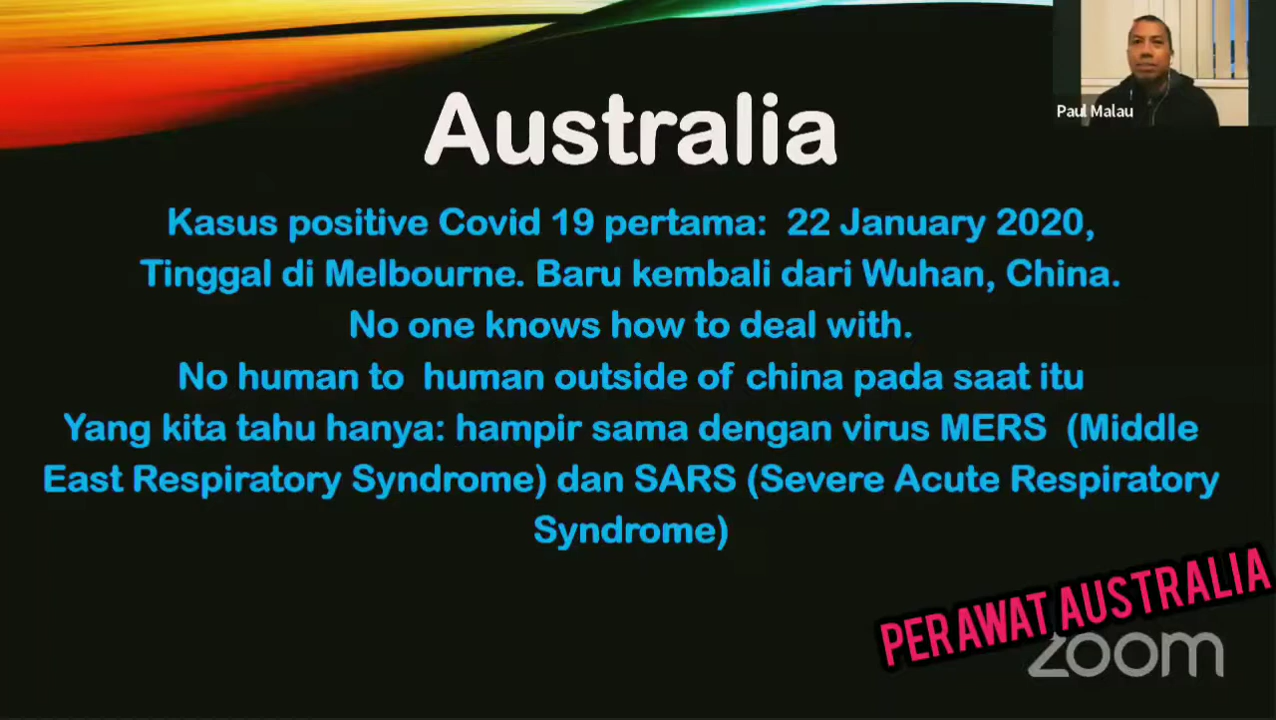 Paul Malau
Australia
Kasus positive Covid 19 pertama: 22 January 2020,
Tinggal di Melbourne. Baru kembali dari Wuhan, China.
No one knows how to deal with.
No human to human outside of china pada saat itu
Yang kita tahu hanya: hampir sama dengan virus MERS (Middle
East Respiratory Syndrome) dan SARS (Severe Acute Respiratory
Syndrome)
PERAWAT AUSTRALIA
zoom